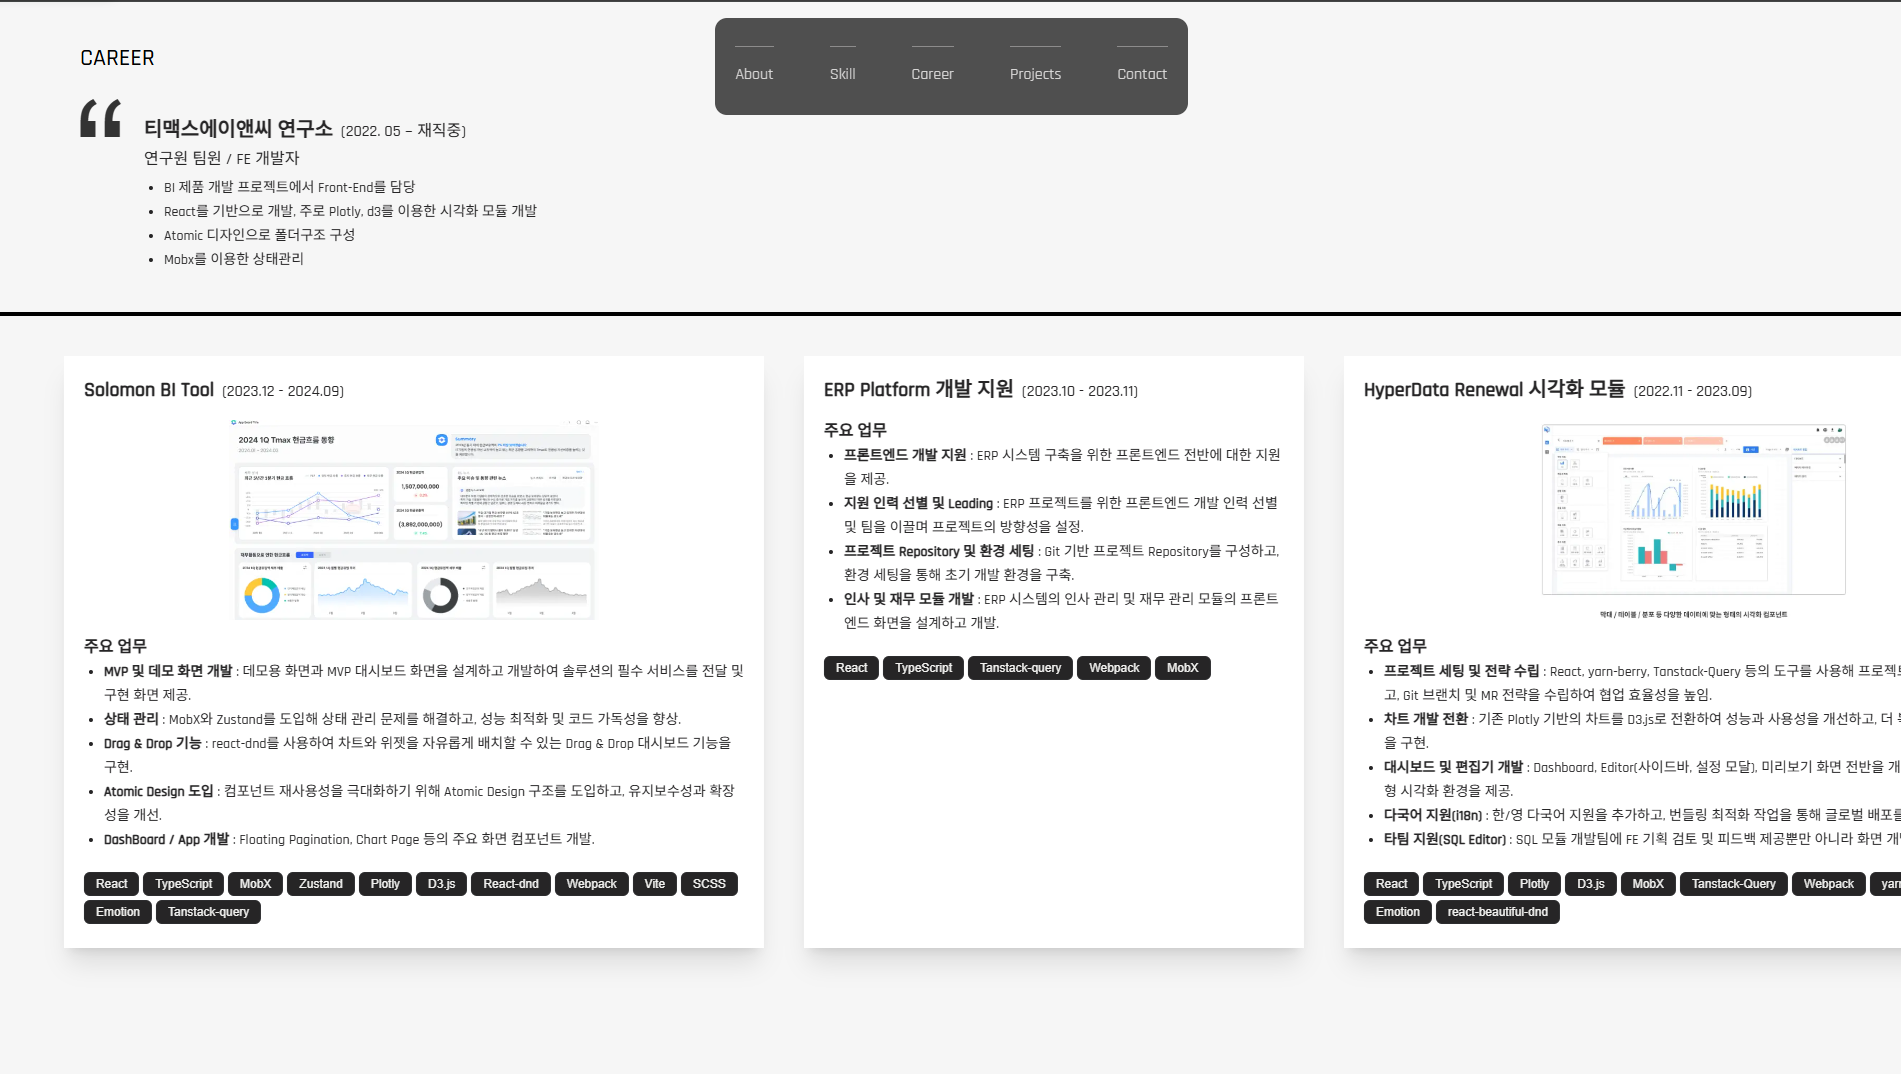 About
Skill
Career
Projects
Contact
CAREER
티맥스에이앤씨 연구소 (2022. 05 – 재직중)
연구원 팀원 / FE 개발자
• BI 제품 개발 프로젝트에서 Front-End를 담당
• React를 기반으로 개발, 주로 Plotly, d3를 이용한 시각화 모듈 개발
• Atomic 디자인으로 폴더구조 구성
• Mobx를 이용한 상태관리
Solomon BI Tool (2023.12 - 2024.09)
2024 1Q Tmax 현금흐름 동향
Summary
1,507,000,000
(3,892,000,000)
주요 업무
• MVP 및 데모 화면 개발 : 데모용 화면과 MVP 대시보드 화면을 설계하고 개발하여 솔루션의 필수 서비스를 전달 및
구현 화면 제공.
• 상태 관리 : MobX와 Zustand를 도입해 상태 관리 문제를 해결하고, 성능 최적화 및 코드 가독성을 향상.
• Drag & Drop 기능 : react-dnd를 사용하여 차트와 위젯을 자유롭게 배치할 수 있는 Drag & Drop 대시보드 기능을
구현.
• Atomic Design 도입 : 컴포넌트 재사용성을 극대화하기 위해 Atomic Design 구조를 도입하고, 유지보수성과 확장
성을 개선.
• DashBoard / App 개발 : Floating Pagination, Chart Page 등의 주요 화면 컴포넌트 개발.
React TypeScript MobX Zustand Plotly D3.js React-dnd Webpack Vite SCSS
Emotion Tanstack-query
ERP Platform 개발 지원 (2023.10 - 2023.11)
주요 업무
• 프론트엔드 개발 지원 : ERP 시스템 구축을 위한 프론트엔드 전반에 대한 지원
을 제공.
• 지원 인력 선별 및 Leading : ERP 프로젝트를 위한 프론트엔드 개발 인력 선별
및 팀을 이끌며 프로젝트의 방향성을 설정.
• 프로젝트 Repository 및 환경 세팅 : Git 기반 프로젝트 Repository를 구성하고,
환경 세팅을 통해 초기 개발 환경을 구축.
• 인사 및 재무 모듈 개발 : ERP 시스템의 인사 관리 및 재무 관리 모듈의 프론트
엔드 화면을 설계하고 개발.
React TypeScript Tanstack-query Webpack MobX
HyperData Renewal 시각화 모듈 (2022.11 - 2023.09)
막대 / 테이블 / 분포 등 다양한 데이터에 맞는 형태의 시각화 컴포넌트
주요 업무
• 프로젝트 세팅 및 전략 수립 : React, yarn-berry, Tanstack-Query 등의 도구를 사용해 프로젝트
고, Git 브랜치 및 MR 전략을 수립하여 협업 효율성을 높임.
• 차트 개발 전환 : 기존 Plotly 기반의 차트를 D3.js로 전환하여 성능과 사용성을 개선하고, 더
을 구현.
• 대시보드 및 편집기 개발 : Dashboard, Editor(사이드바, 설정 모달), 미리보기 화면 전반을 개
형 시각화 환경을 제공.
• 다국어 지원(i18n) : 한/영 다국어 지원을 추가하고, 번들링 최적화 작업을 통해 글로벌 배포를
• 타팀 지원(SQL Editor) : SQL 모듈 개발팀에 FE 기획 검토 및 피드백 제공뿐만 아니라 화면
React TypeScript Plotly D3.js MobX Tanstack-Query Webpack
Emotion react-beautiful-dnd